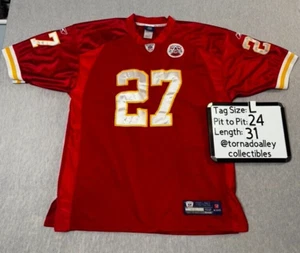 27
27
27
Tag Size: L
Pit to Pit: 24
Length: 31
@tornadoalley
collectibles